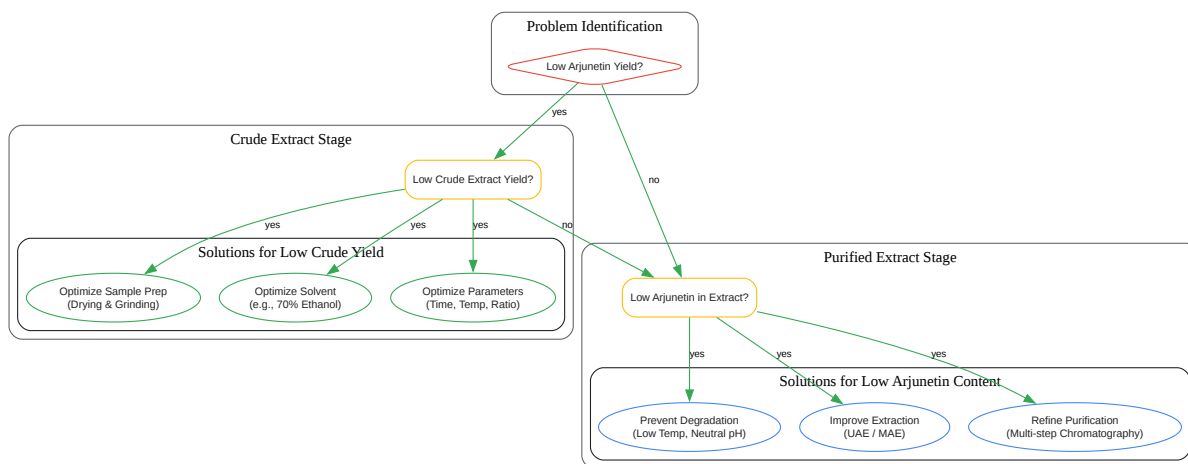 Problem Identification
Low Arjunetin Yield?
yes
no
Crude Extract Stage
Low Crude Extract Yield?
yes
yes
yes
no
Solutions for Low Crude Yield
Optimize Sample Prep
(Drying & Grinding)
Optimize Solvent
(e.g., 70% Ethanol)
Optimize Parameters
(Time, Temp, Ratio)
Purified Extract Stage
Low Arjunetin in Extract?
yes
yes
yes
Solutions for Low Arjunetin Content
Prevent Degradation
(Low Temp, Neutral pH)
Improve Extraction
(UAE / MAE)
Refine Purification
(Multi-step Chromatography)